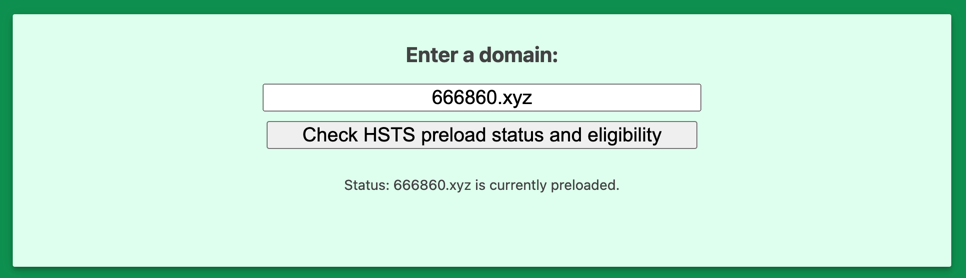 Enter a domain:
666860.xyz
Check HSTS preload status and eligibility
Status: 666860.xyz is currently preloaded.